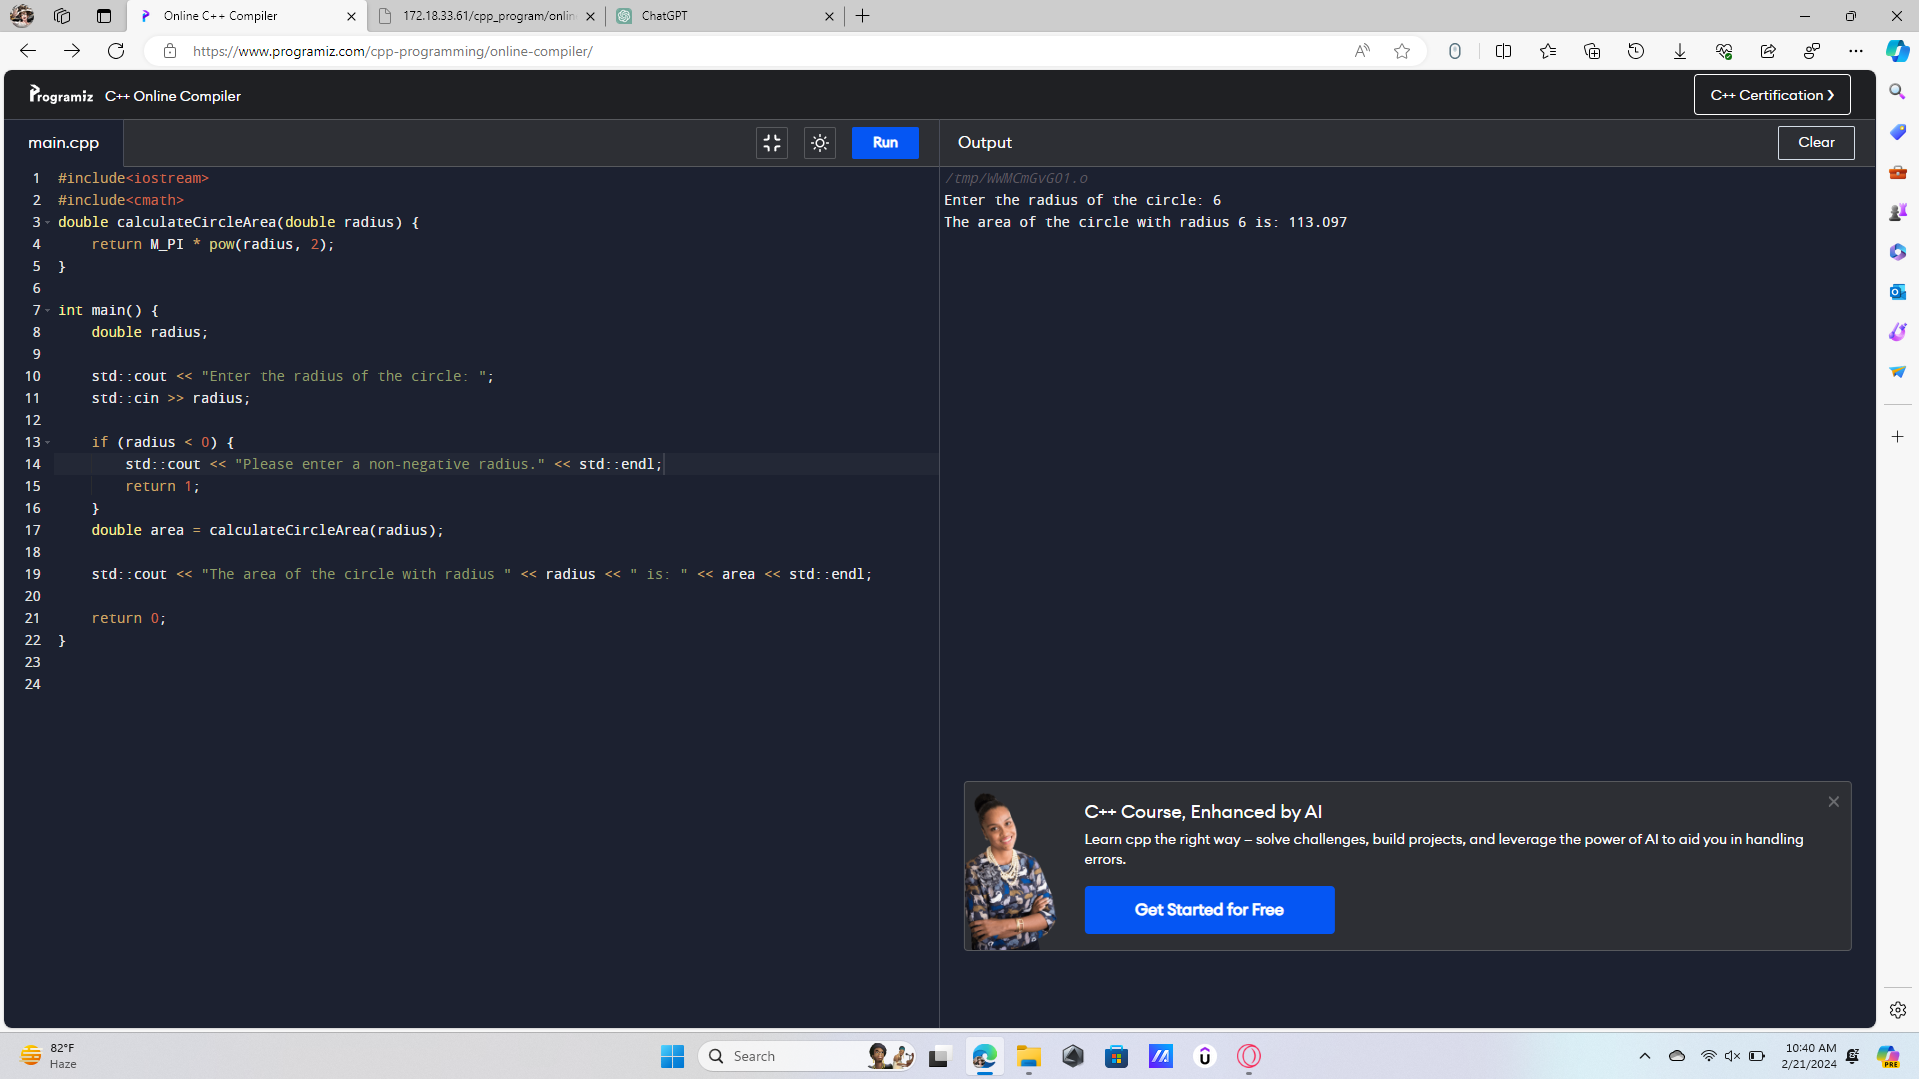 Online C++ Compiler
172.18.33.61/cpp_program/onlin
ChatGPT
https://www.programiz.com/cpp-programming/online-compiler/
Programiz C++ Online Compiler
C++ Certification
main.cpp
Run
Output
Clear
1 #include<iostream>
2 #include<cmath>
3 double calculateCircleArea(double radius) {
4 return M_PI * pow(radius, 2);
5 }
6
7 int main() {
8 double radius;
9
10 std::cout << "Enter the radius of the circle: ";
11 std::cin >> radius;
12
13 if (radius < 0) {
14 std::cout << "Please enter a non-negative radius." << std::endl;
15 return 1;
16 }
17 double area = calculateCircleArea(radius);
18
19 std::cout << "The area of the circle with radius " << radius << " is: " << area << std::endl;
20
21 return 0;
22 }
23
24
/tmp/WWMCmGvG01.o
Enter the radius of the circle: 6
The area of the circle with radius 6 is: 113.097
C++ Course, Enhanced by AI
Learn cpp the right way – solve challenges, build projects, and leverage the power of AI to aid you in handling
errors.
Get Started for Free
82°F
Haze
Search
10:40 AM
2/21/2024
PRE